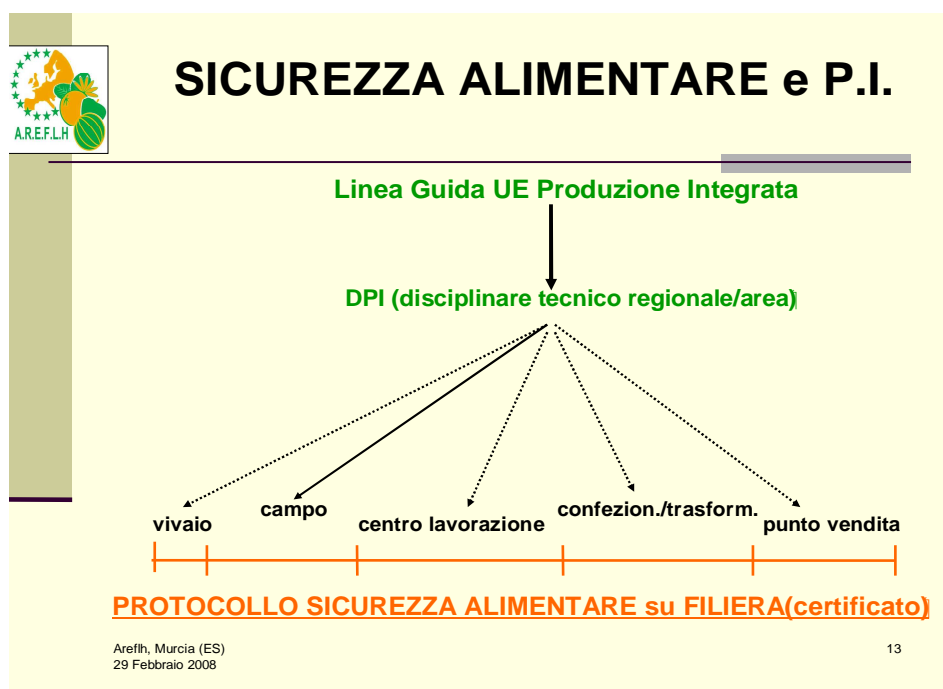 A.R.E.F.L.H
SICUREZZA ALIMENTARE e P.I.
Linea Guida UE Produzione Integrata
DPI (disciplinare tecnico regionale/area)
vivaio
campo
centro lavorazione
confezion./trasform.
punto vendita
PROTOCOLLO SICUREZZA ALIMENTARE su FILIERA(certificato)
Areflh, Murcia (ES)
29 Febbraio 2008
13